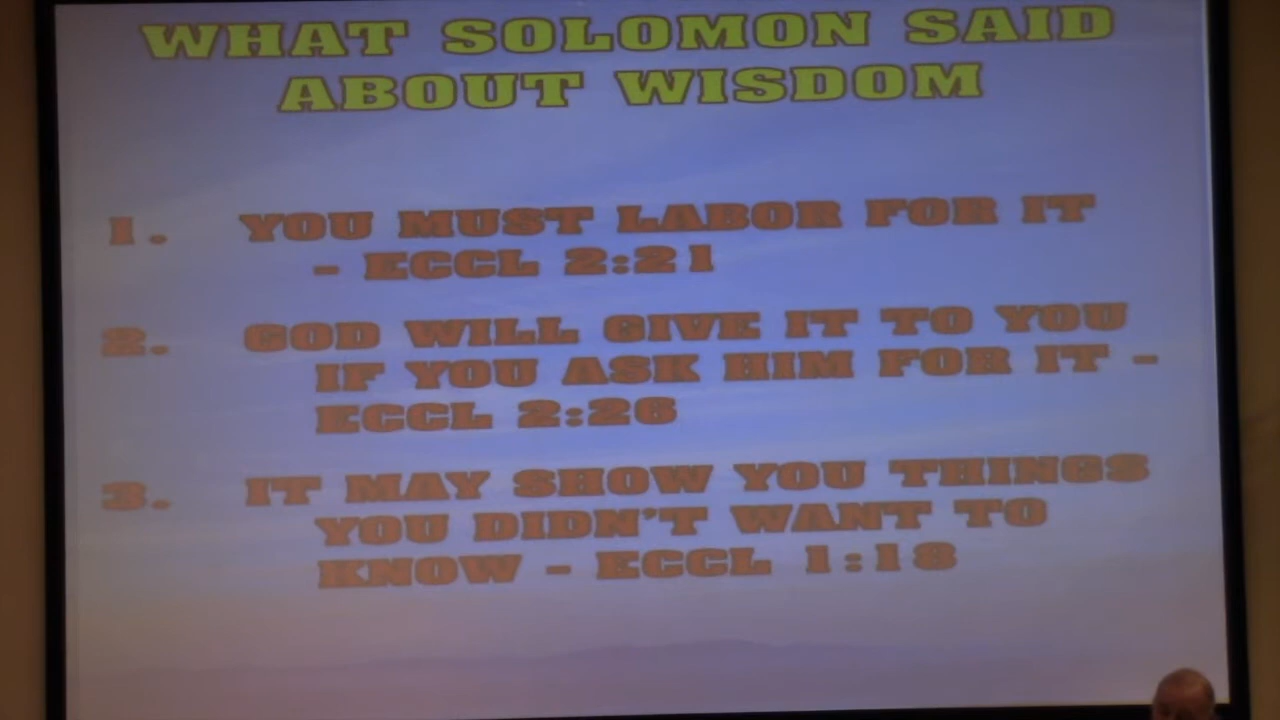 WHAT SOLOMON SAID
ABOUT WISDOM
1. YOU MUST LABOR FOR IT
- ECCL 2:21
2. GOD WILL GIVE IT TO YOU
IF YOU ASK HIM FOR IT -
ECCL 2:26
3. IT MAY SHOW YOU THINGS
YOU DIDN'T WANT TO
KNOW - ECCL 1:18